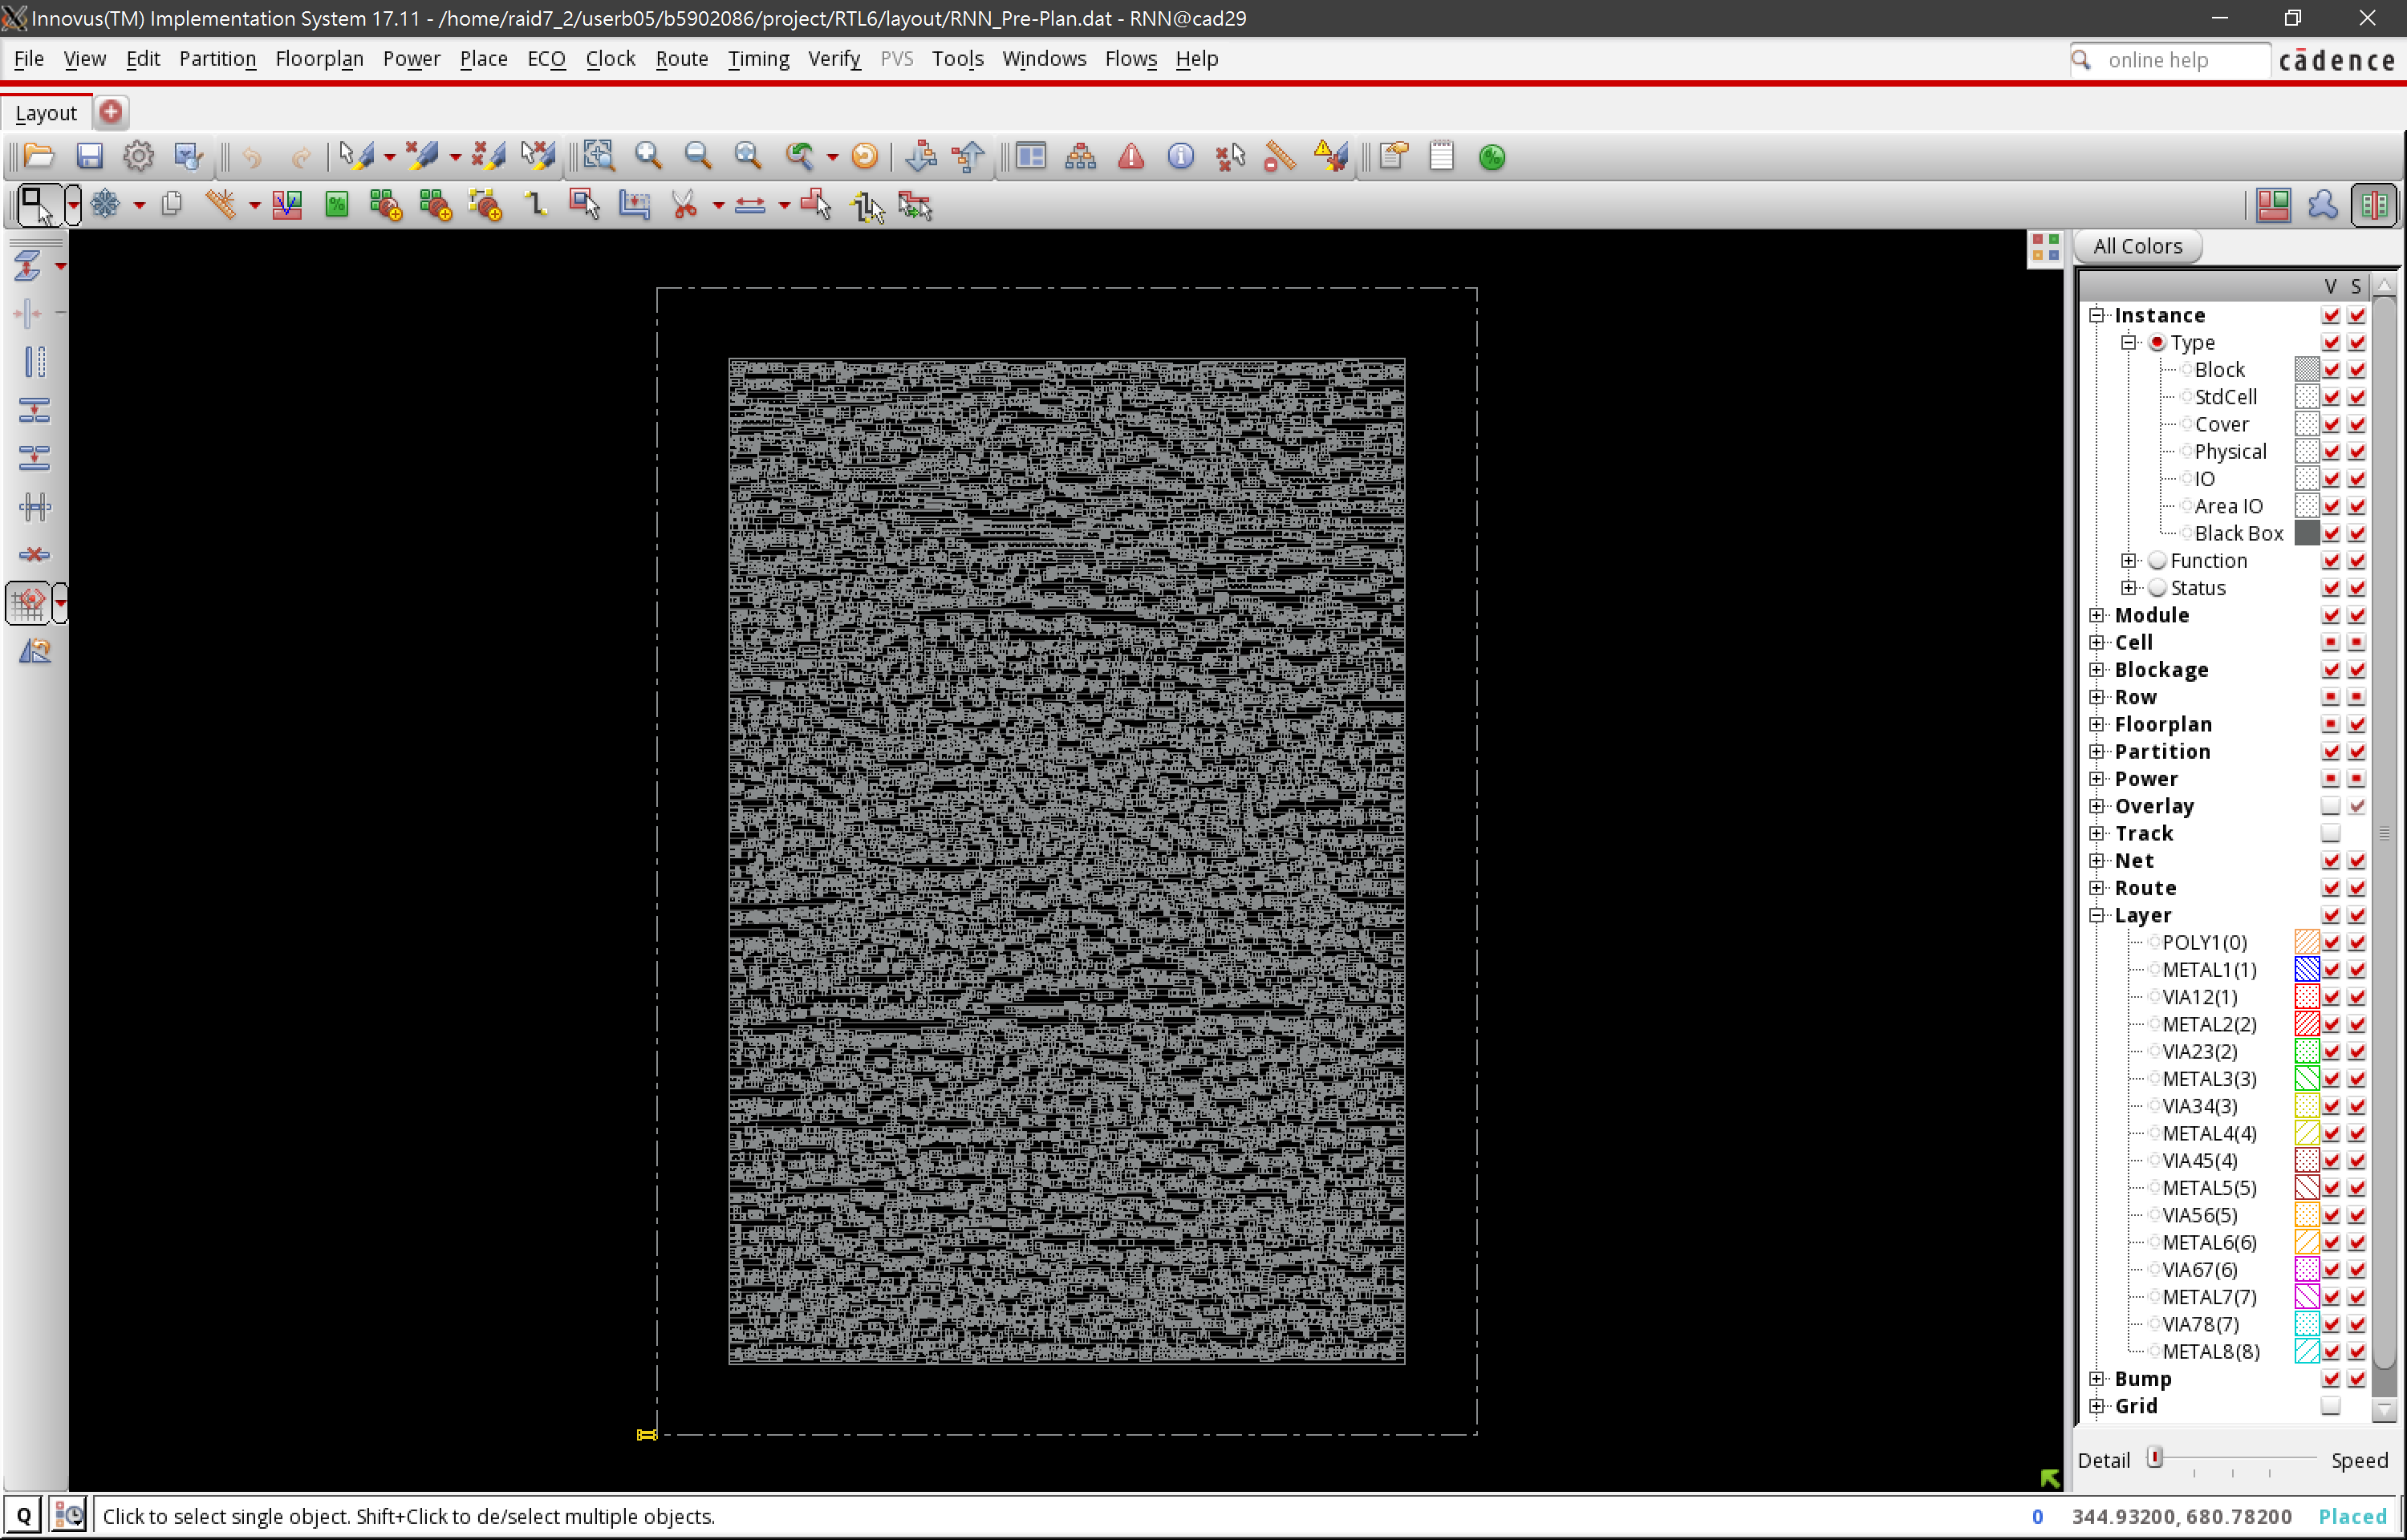 Innovus(TM) Implementation System 17.11 - /home/raid7_2/userb05/b5902086/project/RTL6/layout/RNN_Pre-Plan.dat - RNN@cad29
File View Edit Partition Floorplan Power Place ECO Clock Route Timing Verify PVS Tools Windows Flows Help
online help
cādence
Layout
All Colors
V S
Instance
Type
Block
StdCell
Cover
Physical
IO
Area IO
Black Box
Function
Status
Module
Cell
Blockage
Row
Floorplan
Partition
Power
Overlay
Track
Net
Route
Layer
POLY1(0)
METAL1(1)
VIA12(1)
METAL2(2)
VIA23(2)
METAL3(3)
VIA34(3)
METAL4(4)
VIA45(4)
METAL5(5)
VIA56(5)
METAL6(6)
VIA67(6)
METAL7(7)
VIA78(7)
METAL8(8)
Bump
Grid
Detail Speed
Q Click to select single object. Shift+Click to de/select multiple objects. 0 344.93200, 680.78200 Placed